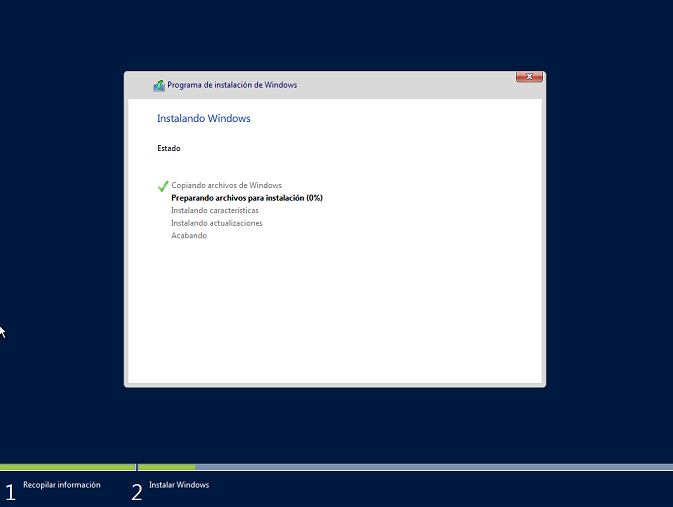 Programa de instalación de Windows
Instalando Windows
Estado
Copiando archivos de Windows
Preparando archivos para instalación (0%)
Instalando características
Instalando actualizaciones
Acabando
1 Recopilar información
2 Instalar Windows